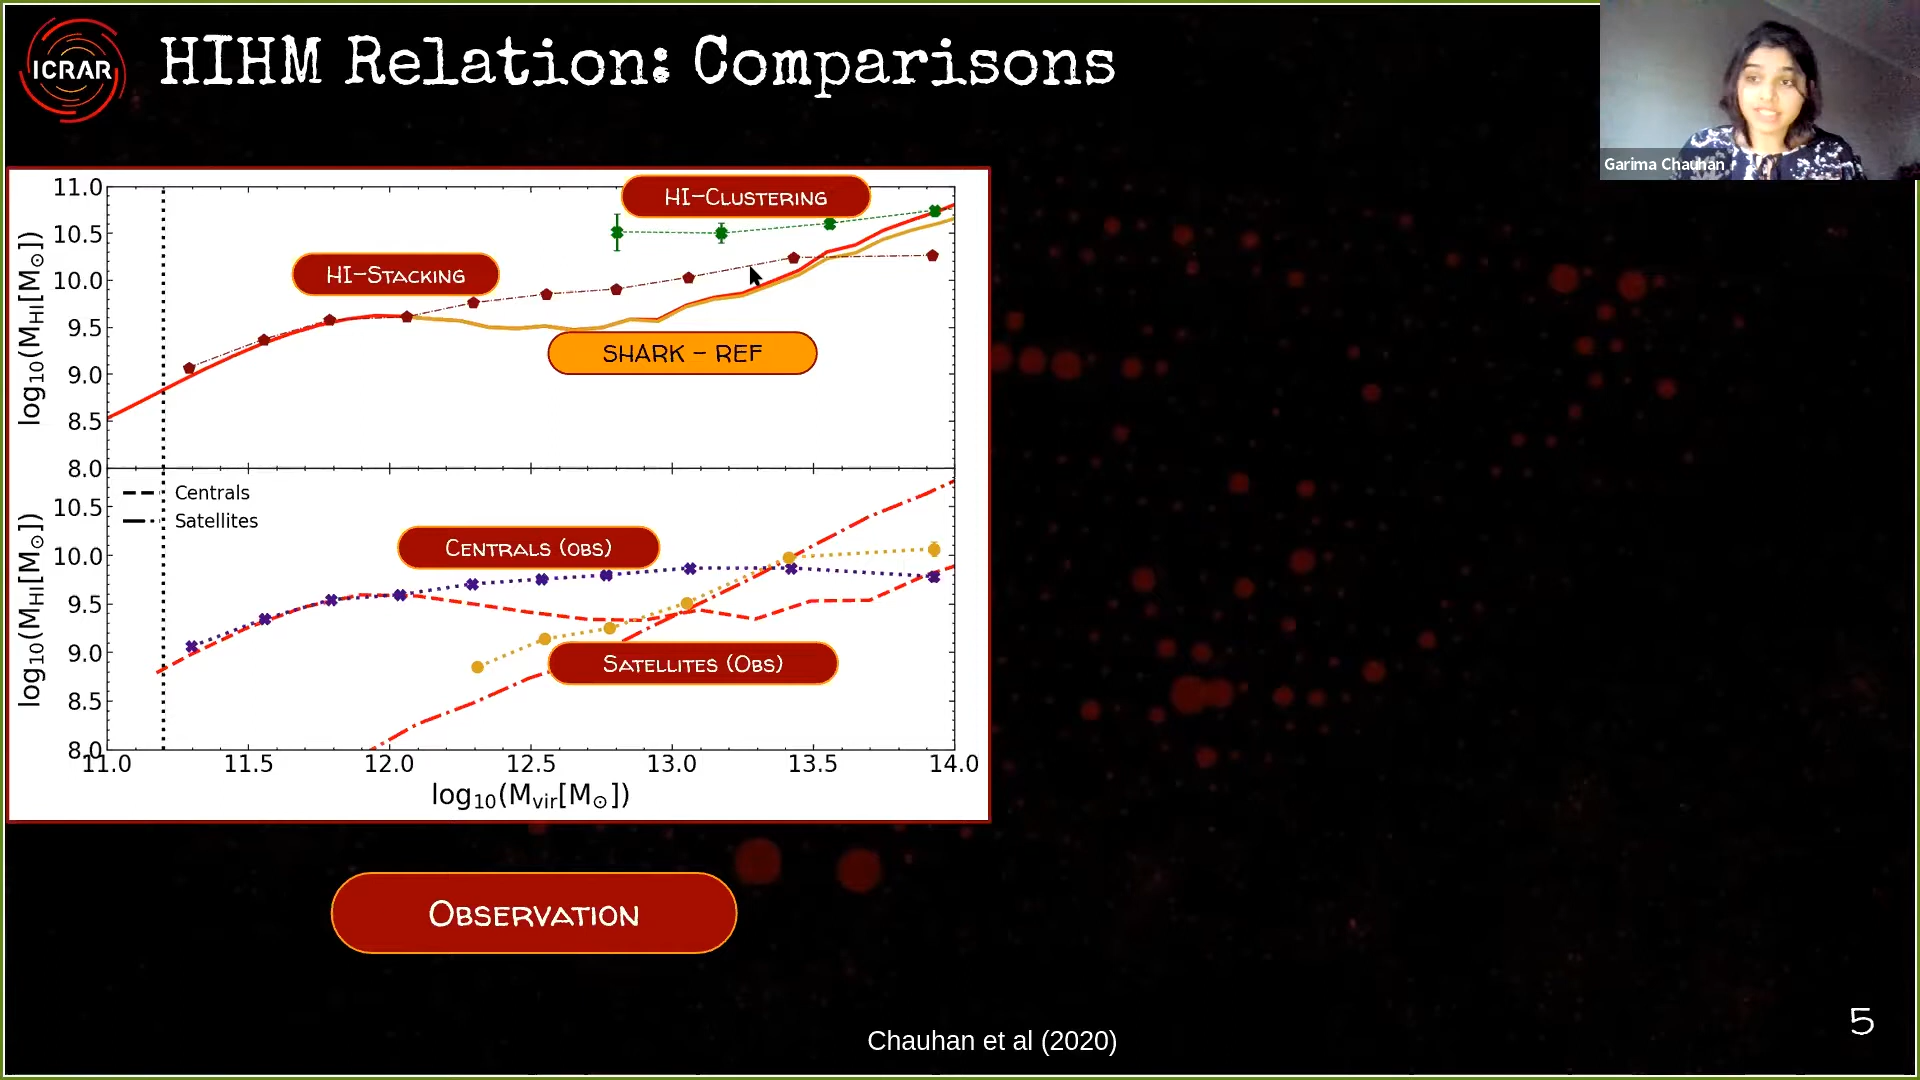 ICRAR
HIHM Relation: Comparisons
Garima Chauhan
11.0
10.5
10.0
9.5
9.0
8.5
8.0
log10(MHI[M⊙])
HI-Clustering
HI-Stacking
SHARK - REF
10.5
10.0
9.5
9.0
8.5
8.0
log10(MHI[M⊙])
Centrals
Satellites
Centrals (obs)
Satellites (Obs)
11.0 11.5 12.0 12.5 13.0 13.5 14.0
log10(Mvir[M⊙])
Observation
Chauhan et al (2020)
5